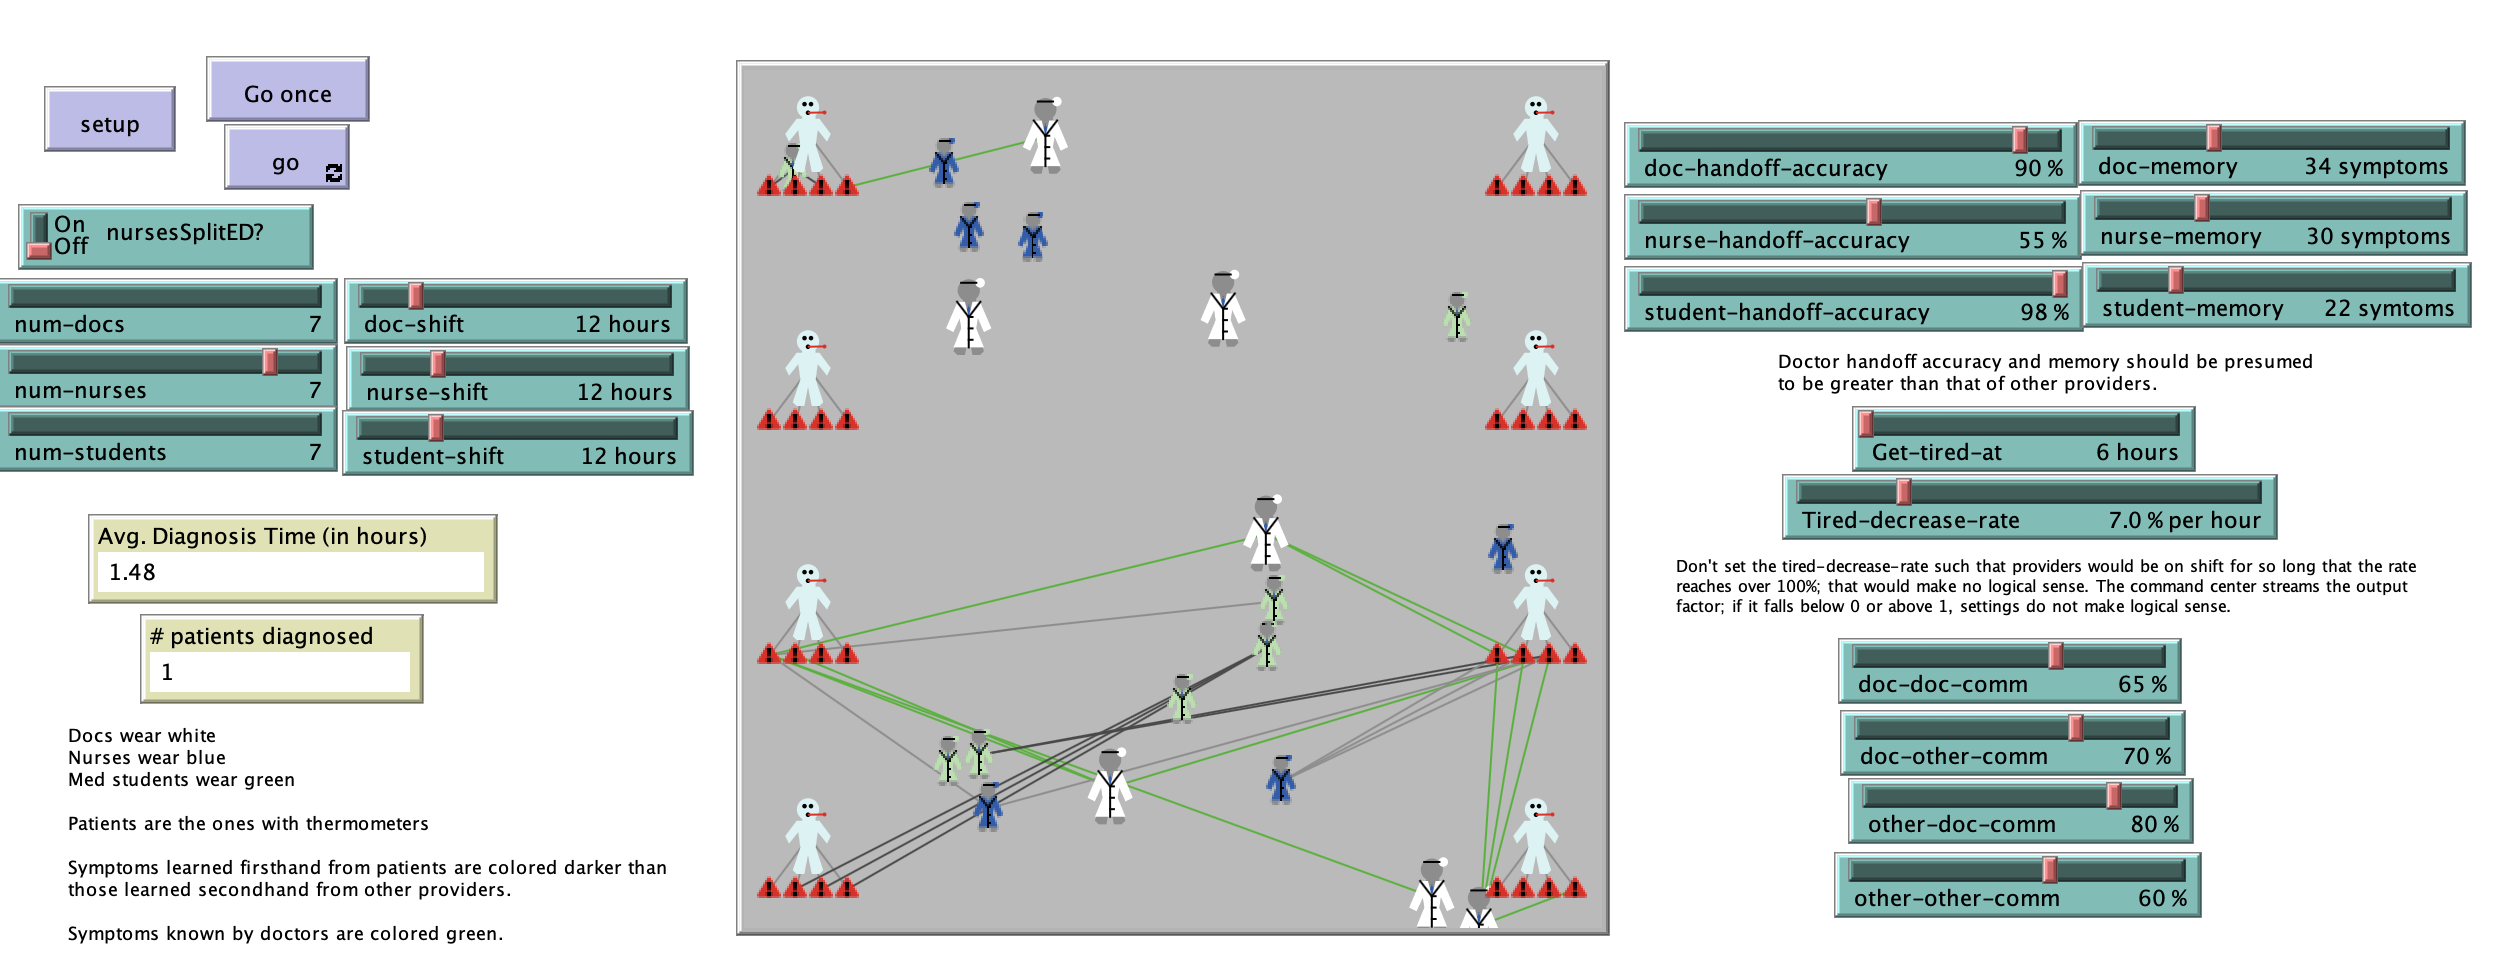 setup
Go once
go
On
Off
nursesSplitED?
num-docs 7
doc-shift 12 hours
num-nurses 7
nurse-shift 12 hours
num-students 7
student-shift 12 hours
Avg. Diagnosis Time (in hours)
1.48
# patients diagnosed
1
Docs wear white
Nurses wear blue
Med students wear green
Patients are the ones with thermometers
Symptoms learned firsthand from patients are colored darker than
those learned secondhand from other providers.
Symptoms known by doctors are colored green.
doc-handoff-accuracy 90 %
doc-memory 34 symptoms
nurse-handoff-accuracy 55 %
nurse-memory 30 symptoms
student-handoff-accuracy 98 %
student-memory 22 symtoms
Doctor handoff accuracy and memory should be presumed
to be greater than that of other providers.
Get-tired-at 6 hours
Tired-decrease-rate 7.0 % per hour
Don't set the tired-decrease-rate such that providers would be on shift for so long that the rate
reaches over 100%; that would make no logical sense. The command center streams the output
factor; if it falls below 0 or above 1, settings do not make logical sense.
doc-doc-comm 65 %
doc-other-comm 70 %
other-doc-comm 80 %
other-other-comm 60 %